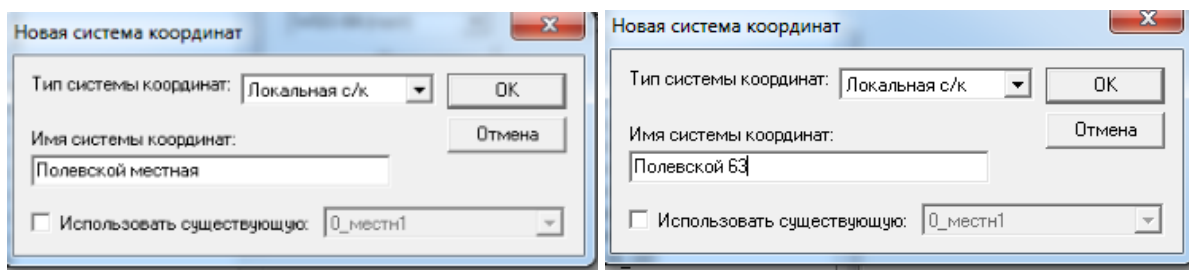 Новая система координат
Тип системы координат: Локальная с/к OK
Имя системы координат: Отмена
Полевской местная
Использовать существующую: 0_местн1
Новая система координат
Тип системы координат: Локальная с/к OK
Имя системы координат: Отмена
Полевской 63
Использовать существующую: 0_местн1